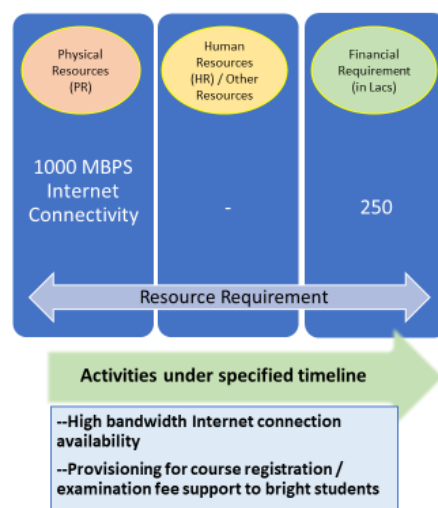 Physical
Resources
(PR)
Human
Resources
(HR) / Other
Resources
Financial
Requirement
(in Lacs)
1000 MBPS
Internet
Connectivity
-
250
Resource Requirement
Activities under specified timeline
--High bandwidth Internet connection
availability
--Provisioning for course registration /
examination fee support to bright students